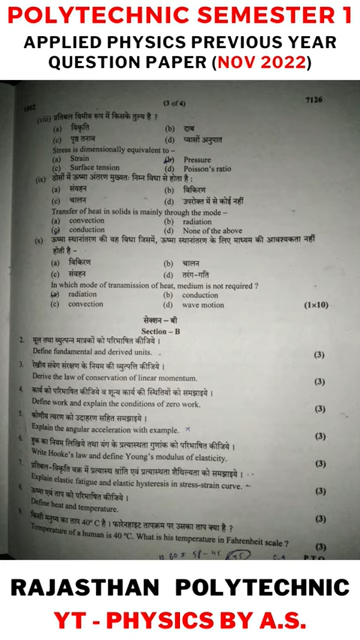 POLYTECHNIC SEMESTER 1
APPLIED PHYSICS PREVIOUS YEAR
QUESTION PAPER (NOV 2022)
(3 of 4) 7126
(viii) प्रतिबल विमीय रूप में किसके तुल्य है ?
(a) विकृति (b) दाब
(c) पृष्ठ तनाव (d) प्वासों अनुपात
Stress is dimensionally equivalent to –
(a) Strain (b) Pressure
(c) Surface tension (d) Poisson's ratio
(ix) ठोसों में ऊष्मा अंतरण मुख्यतः निम्न विधा से होता है :
(a) संवहन (b) विकिरण
(c) चालन (d) उपरोक्त में से कोई नहीं
Transfer of heat in solids is mainly through the mode –
(a) convection (b) radiation
(c) conduction (d) None of the above
(x) ऊष्मा स्थानांतरण की वह विधा जिसमें, ऊष्मा स्थानांतरण के लिए माध्यम की आवश्यकता नहीं
होती है –
(a) विकिरण (b) चालन
(c) संवहन (d) तरंग-गति
In which mode of transmission of heat, medium is not required ?
(a) radiation (b) conduction
(c) convection (d) wave motion (1×10)
सेक्शन – बी
Section – B
2. मूल तथा व्युत्पन्न मात्रकों को परिभाषित कीजिये ।
Define fundamental and derived units. (3)
3. रेखीय संवेग संरक्षण के नियम की व्युत्पत्ति कीजिये ।
Derive the law of conservation of linear momentum. (3)
4. कार्य को परिभाषित कीजिये व शून्य कार्य की स्थितियों को समझाइये ।
Define work and explain the conditions of zero work. (3)
5. कोणीय त्वरण को उदाहरण सहित समझाइये ।
Explain the angular acceleration with example. (3)
6. हुक का नियम लिखिये तथा यंग के प्रत्यास्थता गुणांक को परिभाषित कीजिये ।
Write Hooke's law and define Young's modulus of elasticity. (3)
7. प्रतिबल-विकृति वक्र में प्रत्यास्थ श्रांति एवं प्रत्यास्थता शैथिल्यता को समझाइये ।
Explain elastic fatigue and elastic hysteresis in stress-strain curve. (3)
8. ऊष्मा एवं ताप को परिभाषित कीजिये ।
Define heat and temperature. (3)
9. किसी मनुष्य का ताप 40° C है । फारेनहाइट तापक्रम पर उसका ताप क्या है ?
Temperature of a human is 40 °C. What is his temperature in Fahrenheit scale ? (3)
RAJASTHAN POLYTECHNIC
YT - PHYSICS BY A.S.